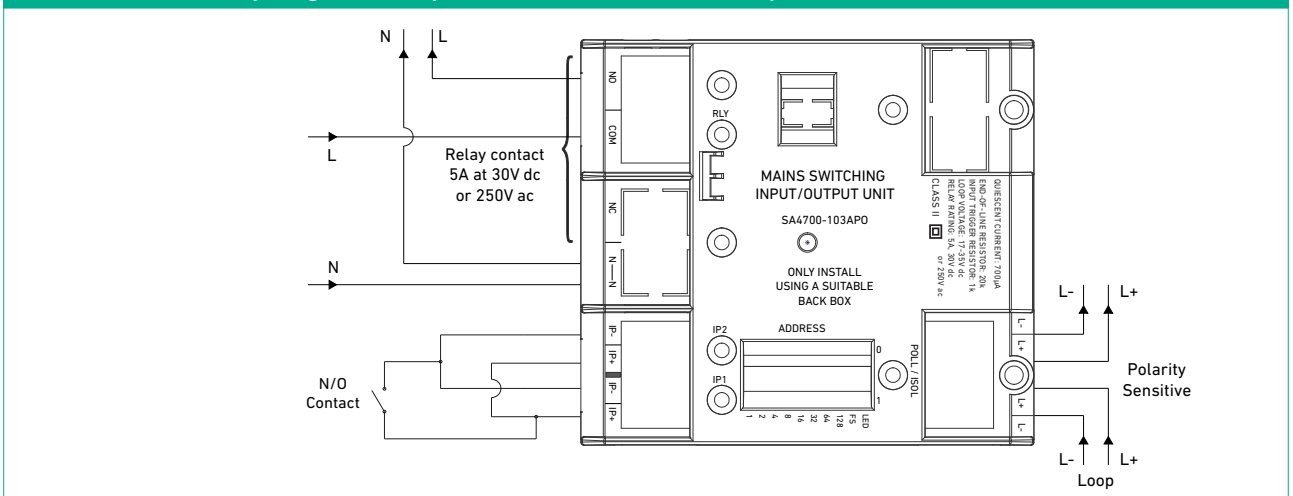 N
L
L
Relay contact
5A at 30V dc
or 250V ac
N
N/O
Contact
NO
COM
NC
N
N
IP-
IP+
IP-
IP+
RLY
MAINS SWITCHING
INPUT/OUTPUT UNIT
SA4700-103APO
ONLY INSTALL
USING A SUITABLE
BACK BOX
IP2
IP1
ADDRESS
0
1
1
2
4
8
16
32
64
128
FS
LED
POLL / ISOL
QUIESCENT CURRENT: 700µA
END-OF-LINE RESISTOR: 20k
INPUT TRIGGER RESISTOR: 1k
LOOP VOLTAGE: 17-35V dc
RELAY RATING: 5A, 30V dc
or 250V ac
CLASS II
L-
L+
L+
L-
L-
L+
Polarity
Sensitive
L-
L+
Loop